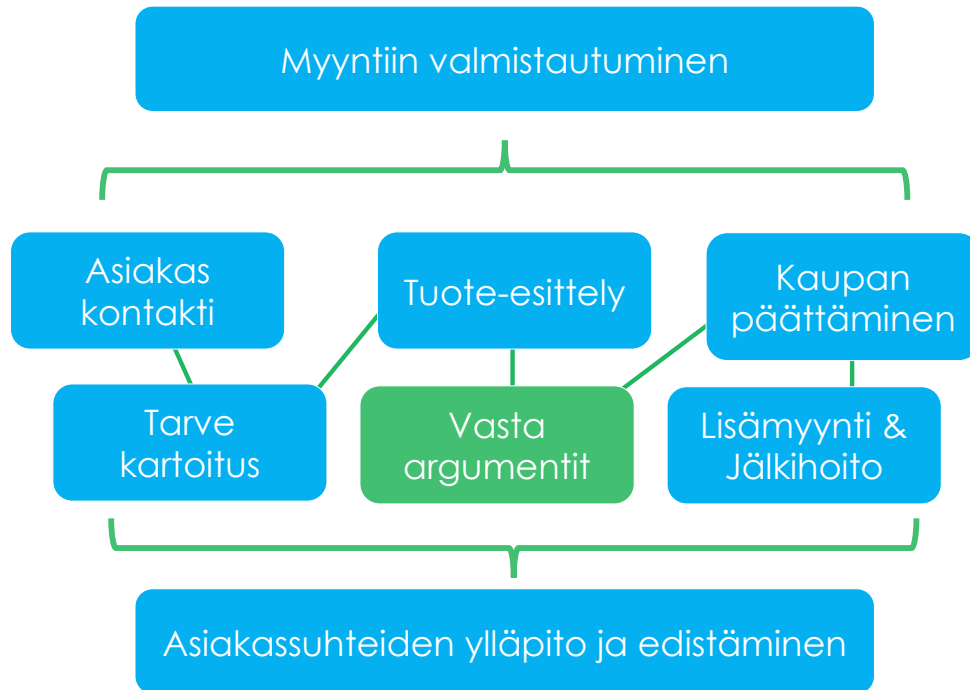 Myyntiin valmistautuminen
Asiakas
kontakti
Tuote-esittely
Kaupan
päättäminen
Tarve
kartoitus
Vasta
argumentit
Lisämyynti &
Jälkihoito
Asiakassuhteiden ylläpito ja edistäminen